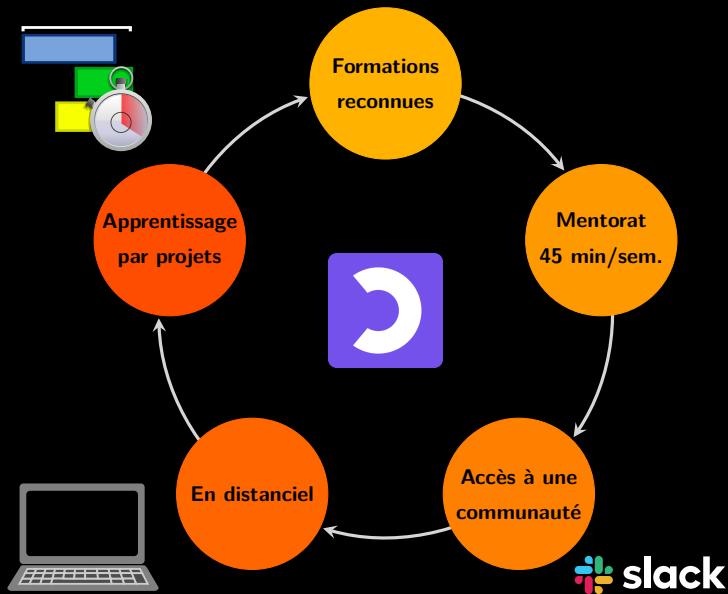 Formations
reconnues
Mentorat
45 min/sem.
Accès à une
communauté
En distanciel
Apprentissage
par projets
slack